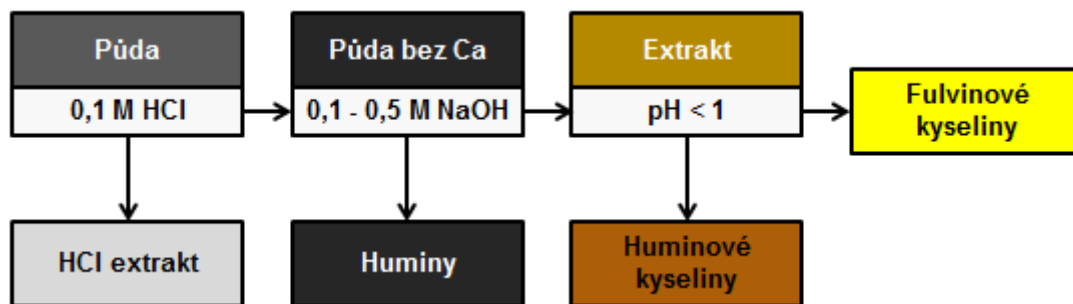 Půda
0,1 M HCl
Půda bez Ca
0,1 - 0,5 M NaOH
Extrakt
pH < 1
Fulvinové
kyseliny
HCl extrakt
Huminy
Huminové
kyseliny